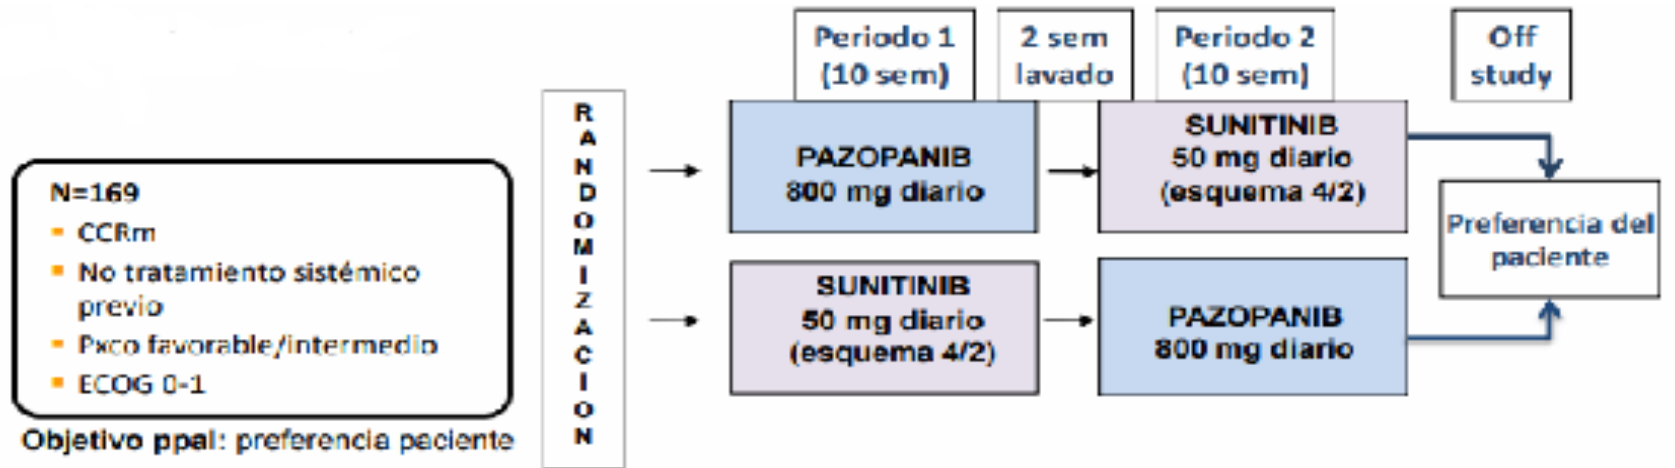 Periodo 1
(10 sem)
2 sem
lavado
Periodo 2
(10 sem)
Off
study
N=169
CCRm
No tratamiento sistémico
previo
Pxco favorable/intermedio
ECOG 0-1
Objetivo ppal: preferencia paciente
RANDOMIZACION
PAZOPANIB
800 mg diario
SUNITINIB
50 mg diario
(esquema 4/2)
SUNITINIB
50 mg diario
(esquema 4/2)
PAZOPANIB
800 mg diario
Preferencia del
paciente